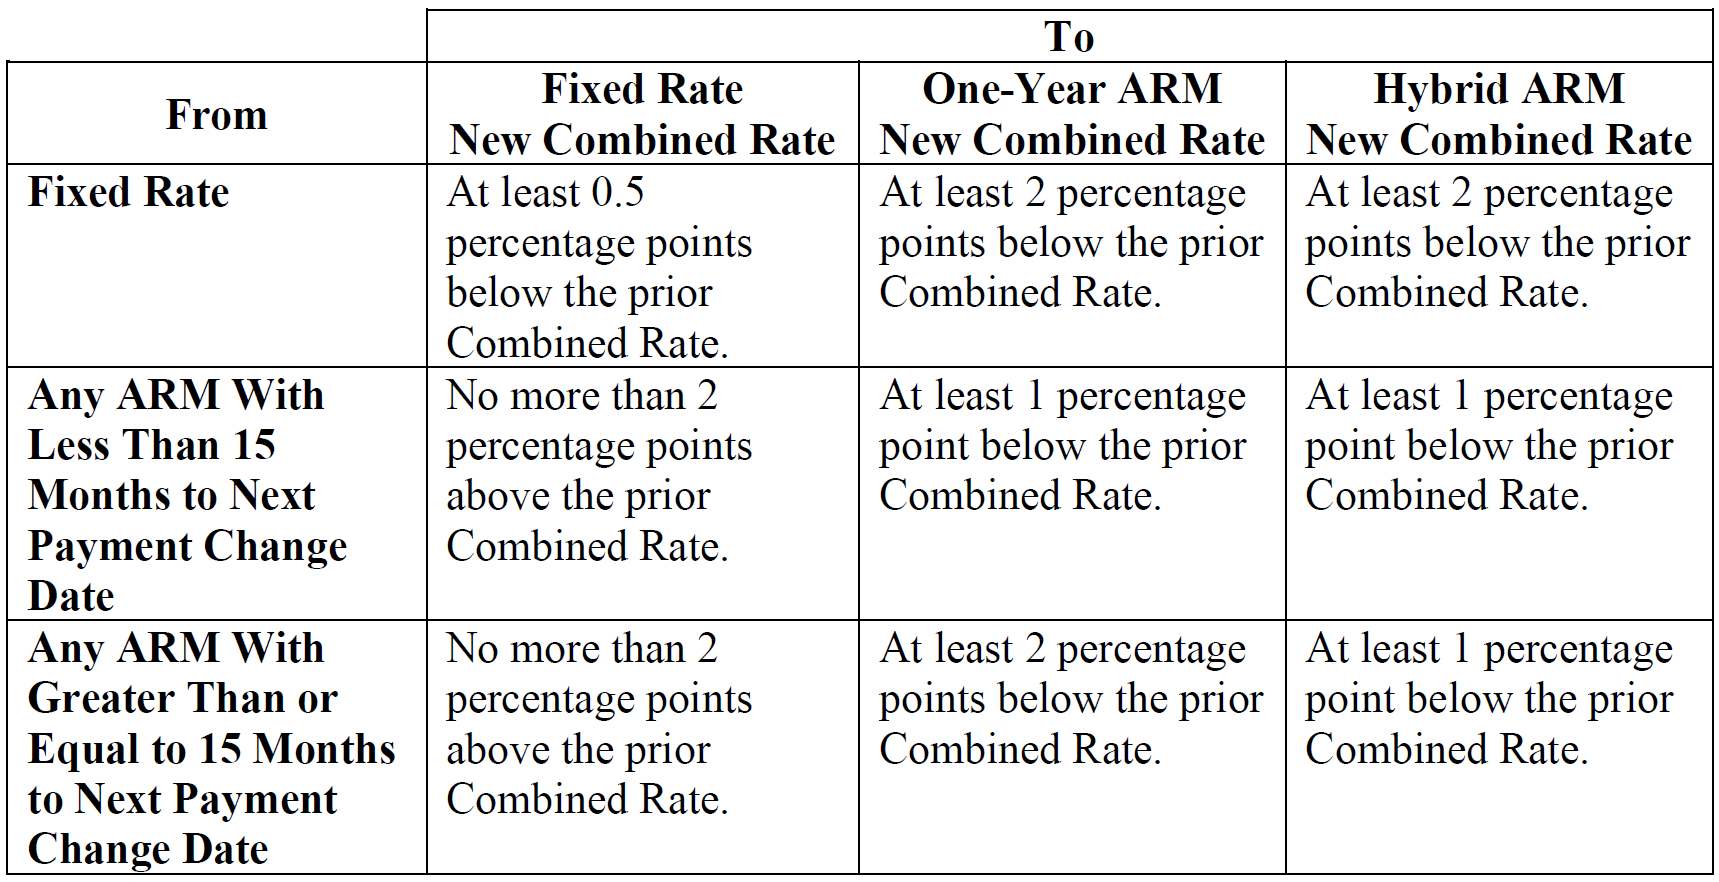 To
From
Fixed Rate
New Combined Rate
One-Year ARM
New Combined Rate
Hybrid ARM
New Combined Rate
Fixed Rate
At least 0.5
percentage points
below the prior
Combined Rate.
At least 2 percentage
points below the prior
Combined Rate.
At least 2 percentage
points below the prior
Combined Rate.
Any ARM With
Less Than 15
Months to Next
Payment Change
Date
No more than 2
percentage points
above the prior
Combined Rate.
At least 1 percentage
point below the prior
Combined Rate.
At least 1 percentage
point below the prior
Combined Rate.
Any ARM With
Greater Than or
Equal to 15 Months
to Next Payment
Change Date
No more than 2
percentage points
above the prior
Combined Rate.
At least 2 percentage
points below the prior
Combined Rate.
At least 1 percentage
point below the prior
Combined Rate.